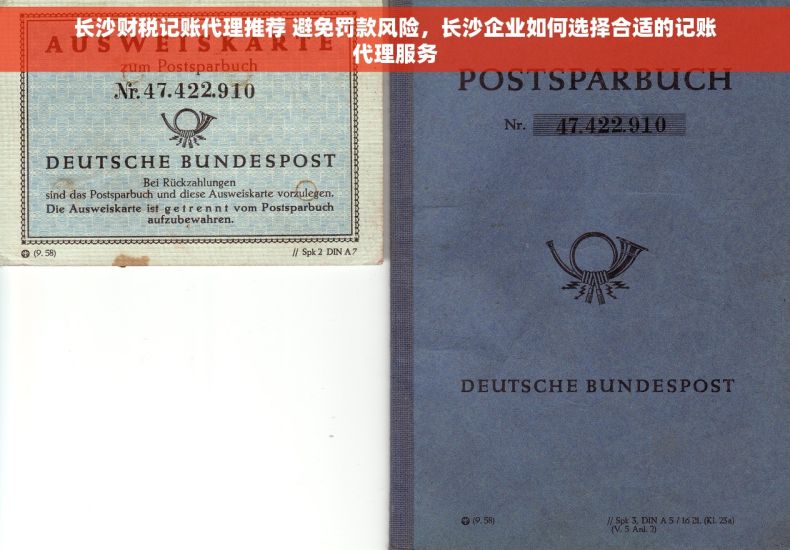 长沙财税记账代理推荐 避免罚款风险，长沙企业如何选择合适的记账
代理服务
AUSWEISKARTE
zum Postsparbuch
Nr. 47.422.910
DEUTSCHE BUNDESPOST
Bei Rückzahlungen
sind das Postsparbuch und diese Ausweiskarte vorzulegen.
Die Ausweiskarte ist getrennt vom Postsparbuch
aufzubewahren.
(9. 58)
// Spk 2 DIN A 7
POSTSPARBUCH
Nr. 47.422.910
DEUTSCHE BUNDESPOST
(9. 58)
// Spk 3, DIN A 5 / 16 Bl. (Kl. 23a)
(V. 5 Anl. 2)